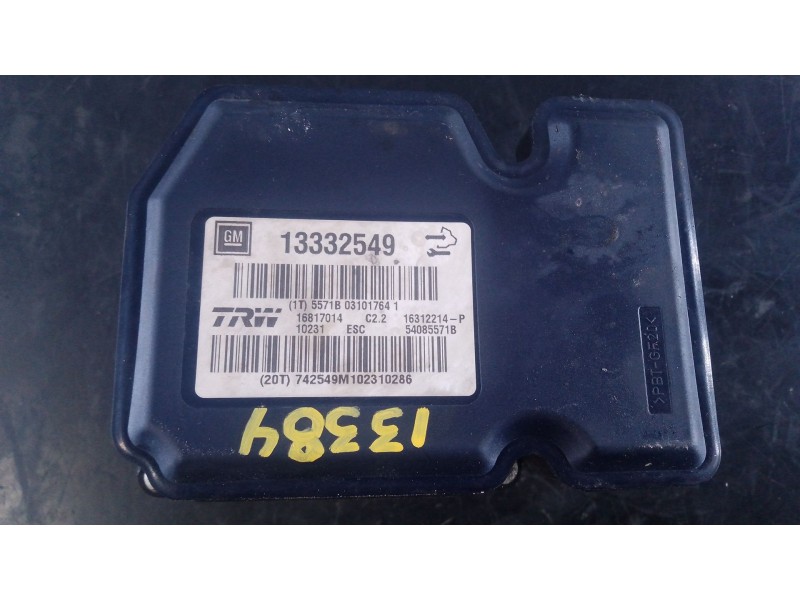 GM 13332549
(1T) 5571B 03101764 1
TRW 16817014 C2.2 16312214-P
10231 ESC 54085571B
(20T) 742549M102310286
13384
>PBT-GF20<